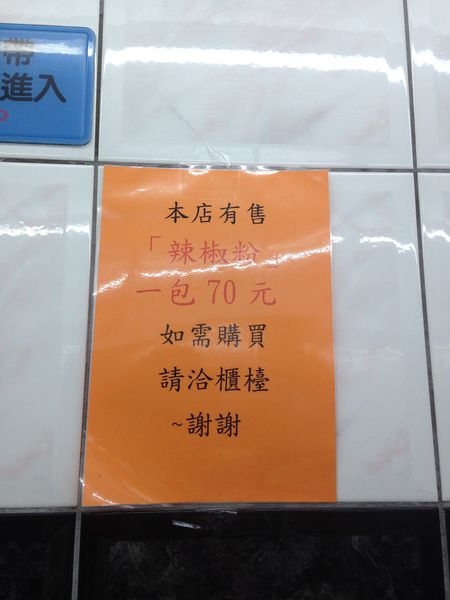 帶
進入
本店有售
「辣椒粉」
一包 70 元
如需購買
請洽櫃檯
~謝謝